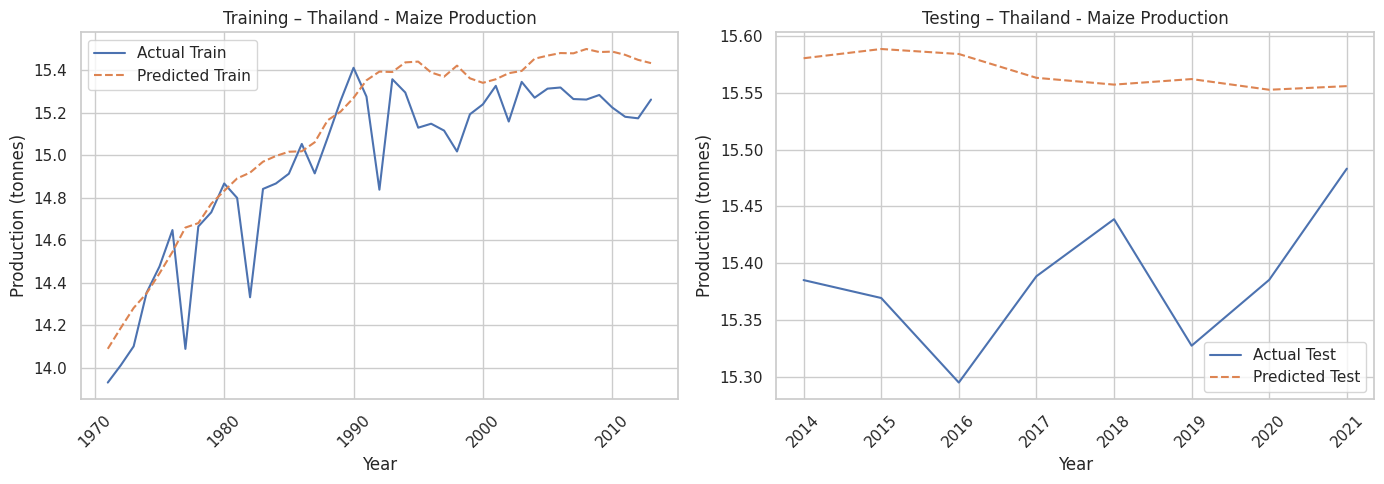 Training – Thailand - Maize Production
Production (tonnes)
15.4
15.2
15.0
14.8
14.6
14.4
14.2
14.0
Actual Train
Predicted Train
1970
1980
1990
2000
2010
Year
Testing – Thailand - Maize Production
Production (tonnes)
15.60
15.55
15.50
15.45
15.40
15.35
15.30
Actual Test
Predicted Test
2014
2015
2016
2017
2018
2019
2020
2021
Year